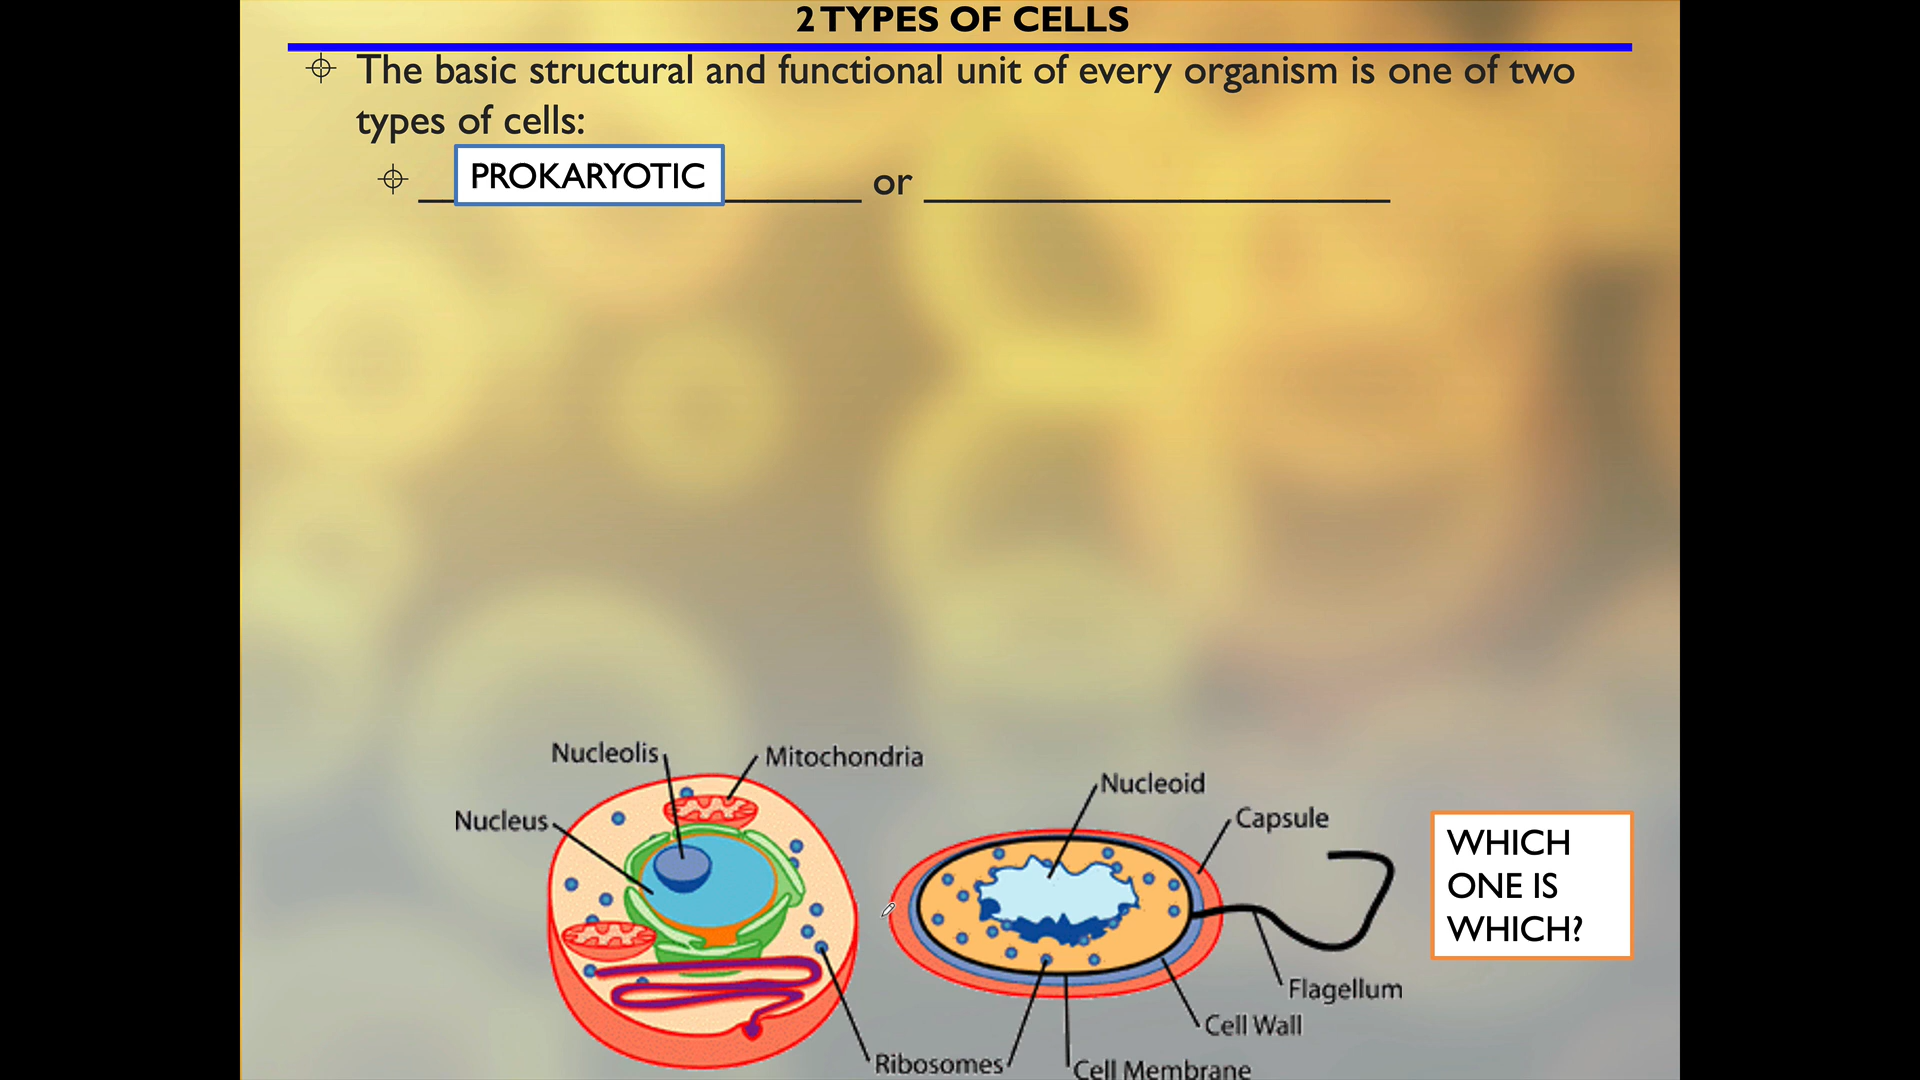 2 TYPES OF CELLS
The basic structural and functional unit of every organism is one of two
types of cells:
PROKARYOTIC or
Nucleolis
Mitochondria
Nucleus
Nucleoid
Capsule
WHICH
ONE IS
WHICH?
Flagellum
Cell Wall
Ribosomes
Cell Membrane